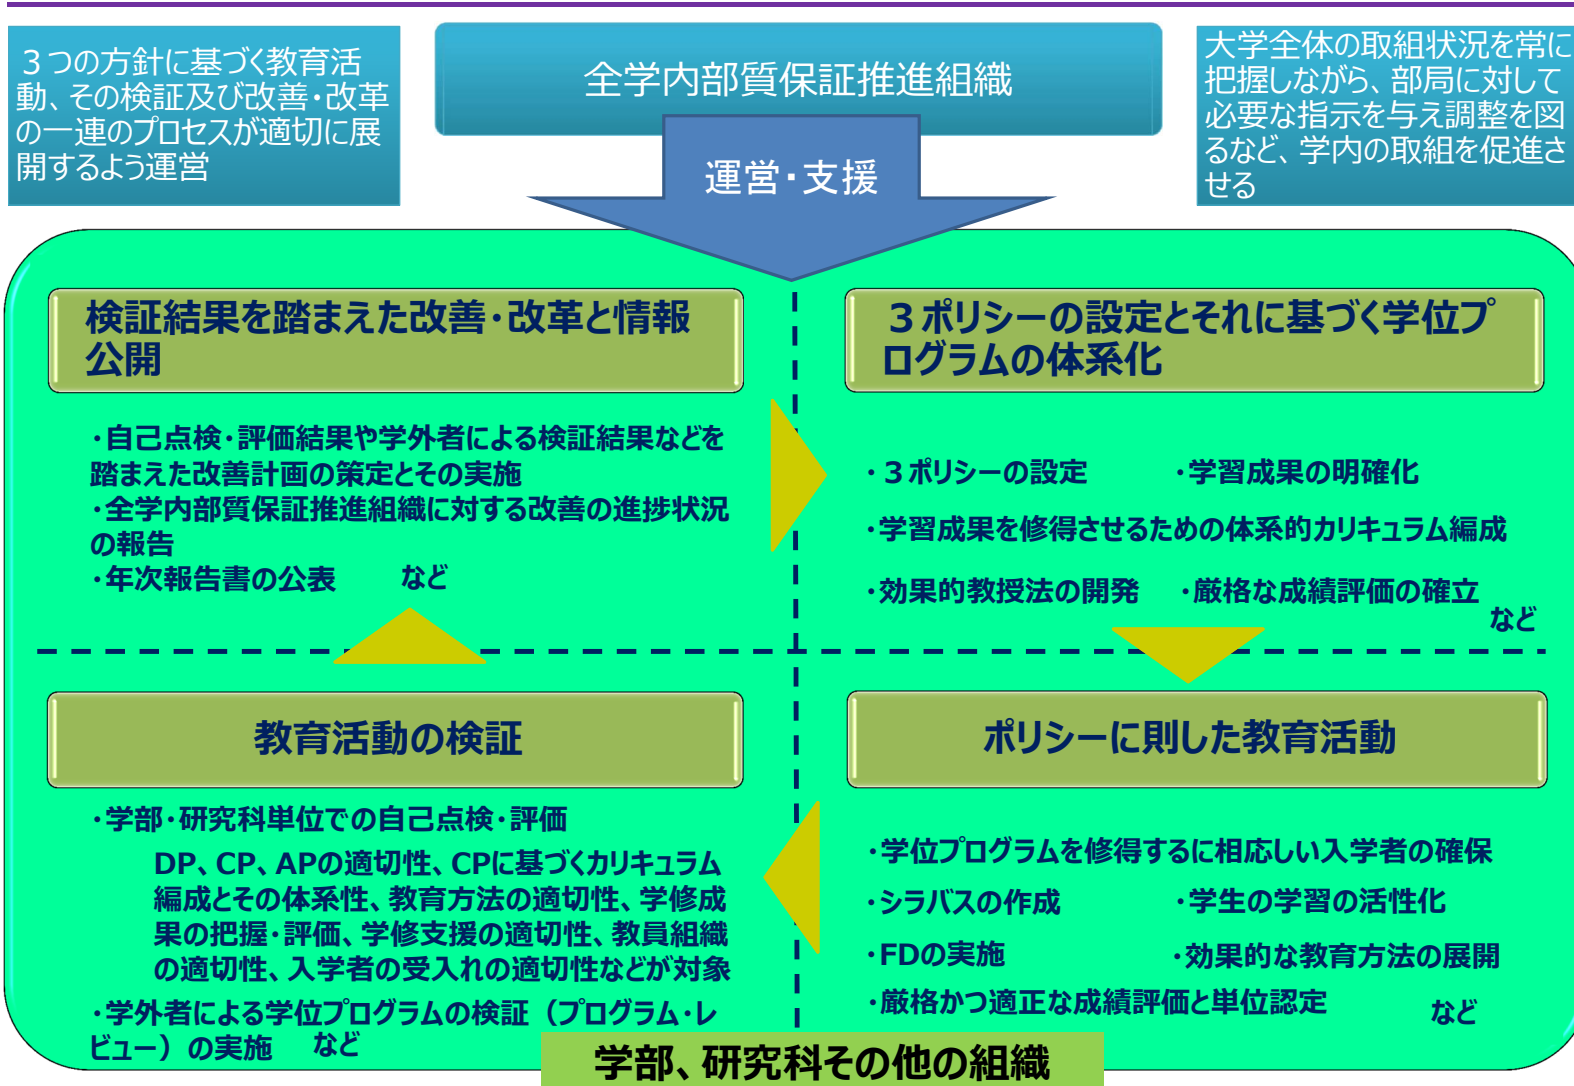 ３つの方針に基づく教育活
動、その検証及び改善・改革
の一連のプロセスが適切に展
開するよう運営
全学内部質保証推進組織
運営・支援
大学全体の取組状況を常に
把握しながら、部局に対して
必要な指示を与え調整を図
るなど、学内の取組を促進さ
せる
検証結果を踏まえた改善・改革と情報
公開
・自己点検・評価結果や学外者による検証結果などを
踏まえた改善計画の策定とその実施
・全学内部質保証推進組織に対する改善の進捗状況
の報告
・年次報告書の公表　　など
３ポリシーの設定とそれに基づく学位プ
ログラムの体系化
・３ポリシーの設定　　・学習成果の明確化
・学習成果を修得させるための体系的カリキュラム編成
・効果的教授法の開発　・厳格な成績評価の確立
など
教育活動の検証
・学部・研究科単位での自己点検・評価
DP、CP、APの適切性、CPに基づくカリキュラム
編成とその体系性、教育方法の適切性、学修成
果の把握・評価、学修支援の適切性、教員組織
の適切性、入学者の受入れの適切性などが対象
・学外者による学位プログラムの検証（プログラム・レ
ビュー）の実施　など
ポリシーに則した教育活動
・学位プログラムを修得するに相応しい入学者の確保
・シラバスの作成　　・学生の学習の活性化
・FDの実施　　・効果的な教育方法の展開
・厳格かつ適正な成績評価と単位認定　　など
学部、研究科その他の組織